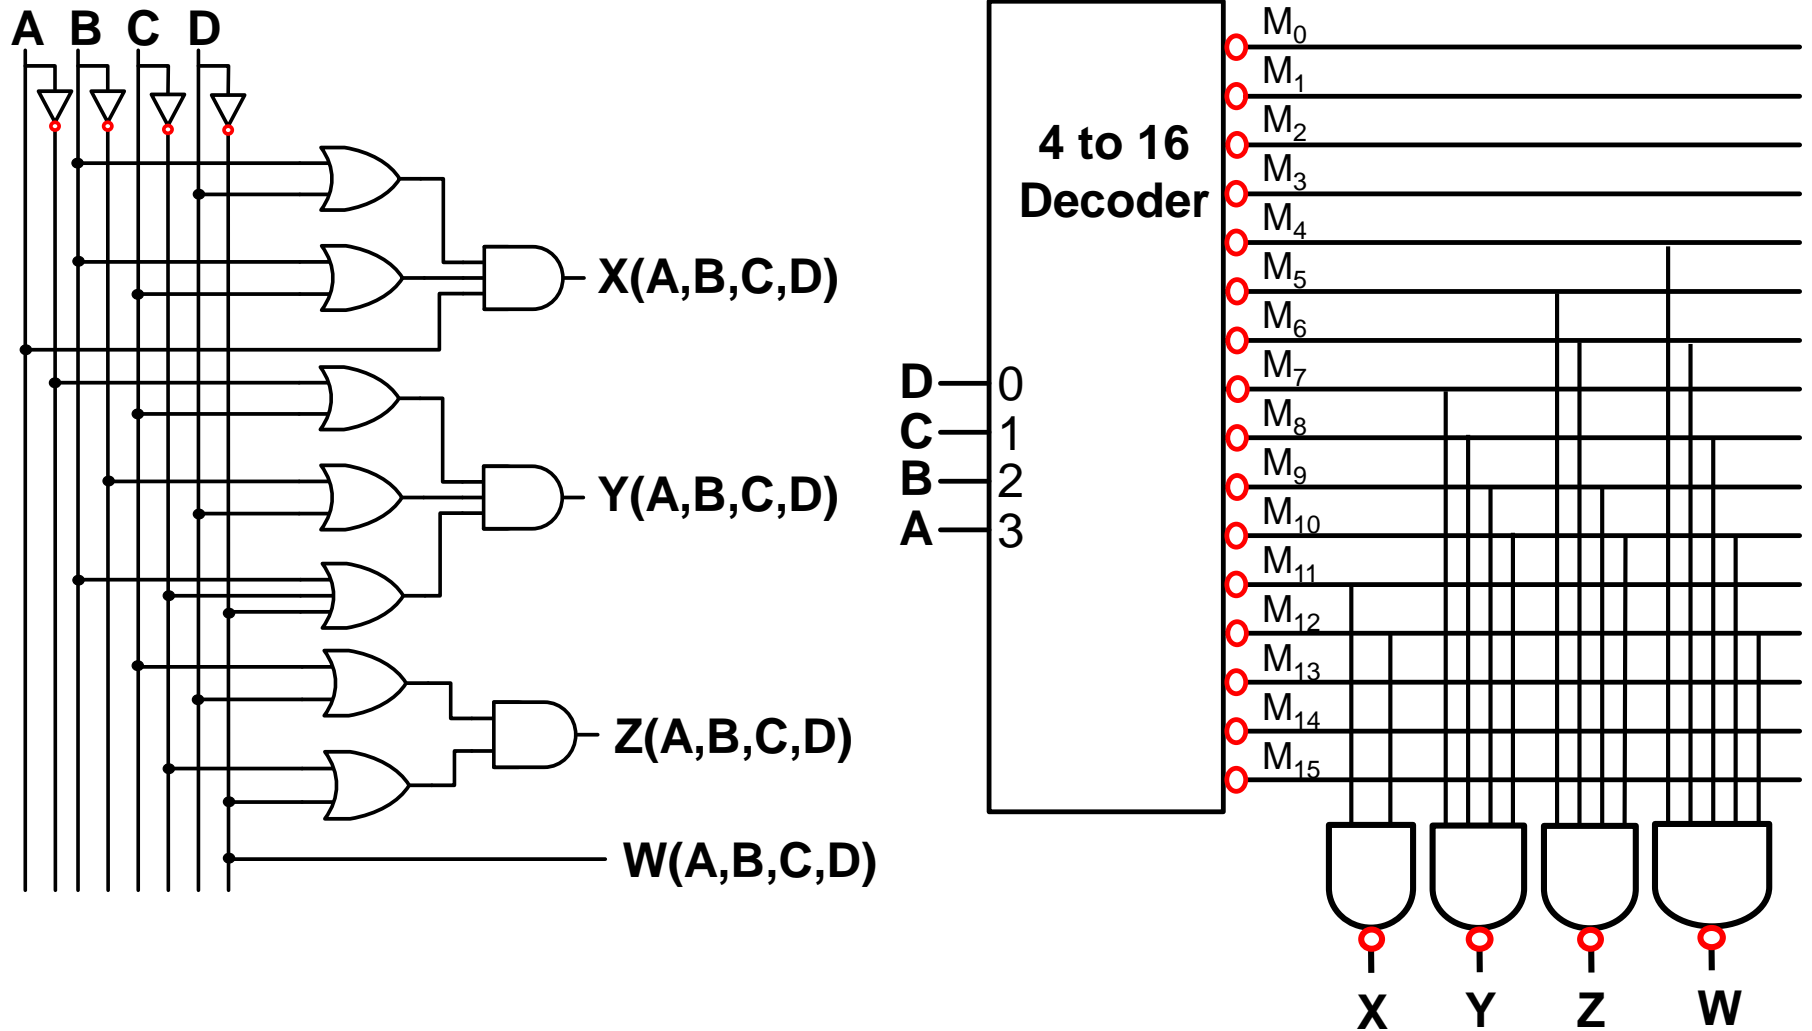 A B C D
X(A,B,C,D)
Y(A,B,C,D)
Z(A,B,C,D)
W(A,B,C,D)
4 to 16
Decoder
D 0
C 1
B 2
A 3
M0
M1
M2
M3
M4
M5
M6
M7
M8
M9
M10
M11
M12
M13
M14
M15
X Y Z W